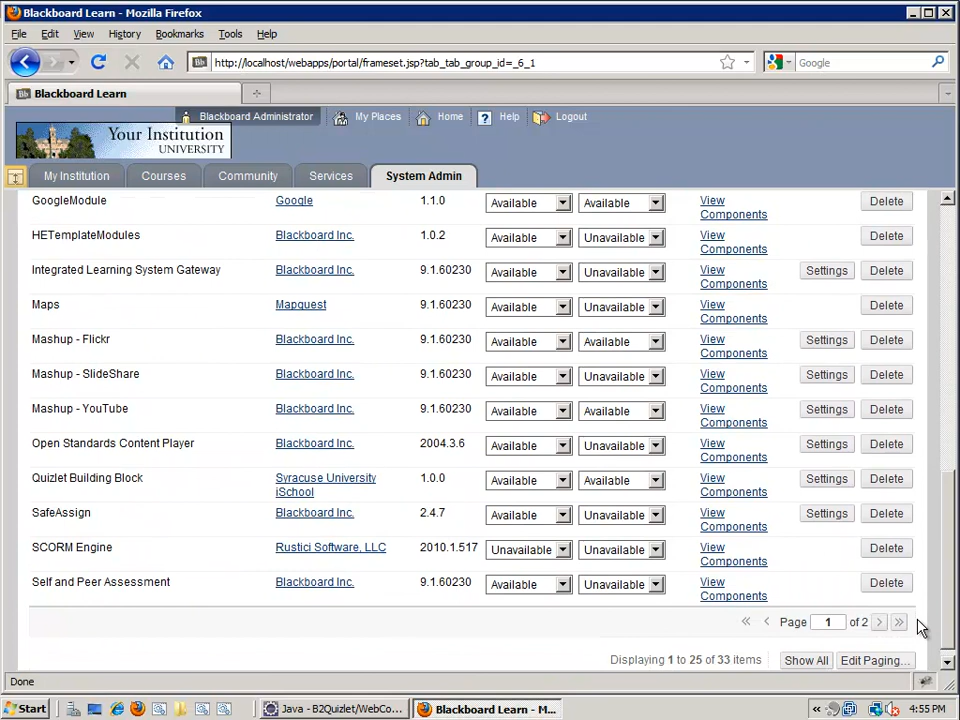 Blackboard Learn - Mozilla Firefox
File Edit View History Bookmarks Tools Help
http://localhost/webapps/portal/frameset.jsp?tab_tab_group_id=_6_1
Google
Blackboard Learn
Blackboard Administrator My Places Home Help Logout
Your Institution
UNIVERSITY
My Institution Courses Community Services System Admin
GoogleModule Google 1.1.0 Available Available View Components Delete
HETemplateModules Blackboard Inc. 1.0.2 Available Unavailable View Components Delete
Integrated Learning System Gateway Blackboard Inc. 9.1.60230 Available Unavailable View Components Settings Delete
Maps Mapquest 9.1.60230 Available Unavailable View Components Delete
Mashup - Flickr Blackboard Inc. 9.1.60230 Available Available View Components Settings Delete
Mashup - SlideShare Blackboard Inc. 9.1.60230 Available Unavailable View Components Settings Delete
Mashup - YouTube Blackboard Inc. 9.1.60230 Available Unavailable View Components Settings Delete
Open Standards Content Player Blackboard Inc. 2004.3.6 Available Unavailable View Components Settings Delete
Quizlet Building Block Syracuse University iSchool 1.0.0 Available Available View Components Settings Delete
SafeAssign Blackboard Inc. 2.4.7 Available Unavailable View Components Settings Delete
SCORM Engine Rustici Software, LLC 2010.1.517 Unavailable Unavailable View Components Delete
Self and Peer Assessment Blackboard Inc. 9.1.60230 Available Unavailable View Components Delete
« ‹ Page 1 of 2 › »
Displaying 1 to 25 of 33 items Show All Edit Paging...
Done
Start Java - B2Quizlet/WebCo... Blackboard Learn - M... « 4:55 PM